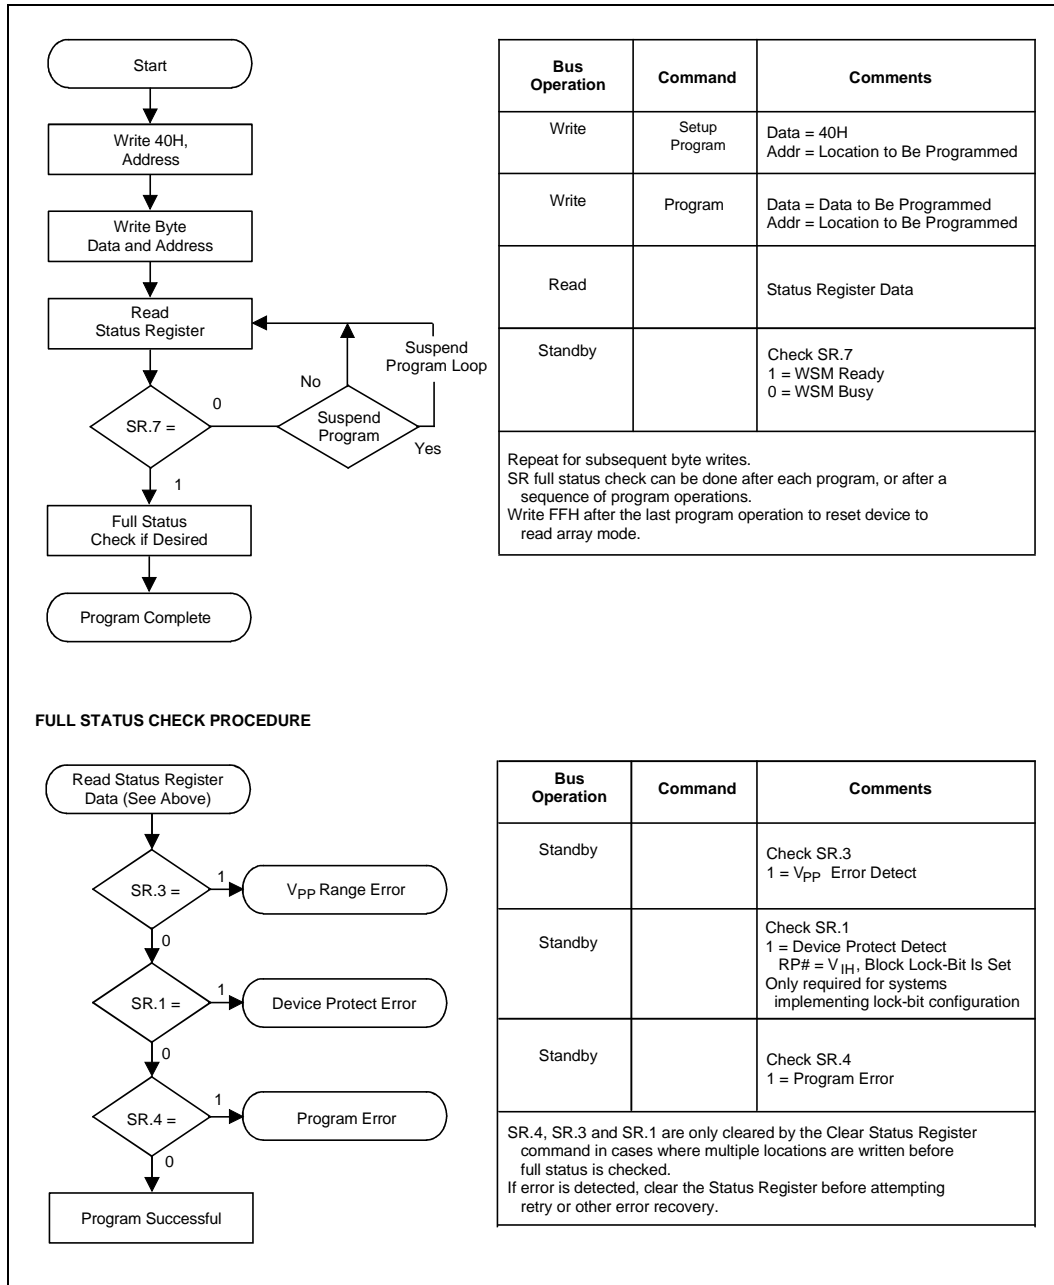 Start
Write 40H,
Address
Write Byte
Data and Address
Read
Status Register
Suspend
Program Loop
No
0
SR.7 =
Suspend
Program
Yes
1
Full Status
Check if Desired
Program Complete
Bus
Operation
Command
Comments
Write
Setup
Program
Data = 40H
Addr = Location to Be Programmed
Write
Program
Data = Data to Be Programmed
Addr = Location to Be Programmed
Read
Status Register Data
Standby
Check SR.7
1 = WSM Ready
0 = WSM Busy
Repeat for subsequent byte writes.
SR full status check can be done after each program, or after a
sequence of program operations.
Write FFH after the last program operation to reset device to
read array mode.
FULL STATUS CHECK PROCEDURE
Read Status Register
Data (See Above)
SR.3 =
1
VPP Range Error
0
SR.1 =
1
Device Protect Error
0
SR.4 =
1
Program Error
0
Program Successful
Bus
Operation
Command
Comments
Standby
Check SR.3
1 = VPP Error Detect
Standby
Check SR.1
1 = Device Protect Detect
RP# = VIH, Block Lock-Bit Is Set
Only required for systems
implementing lock-bit configuration
Standby
Check SR.4
1 = Program Error
SR.4, SR.3 and SR.1 are only cleared by the Clear Status Register
command in cases where multiple locations are written before
full status is checked.
If error is detected, clear the Status Register before attempting
retry or other error recovery.